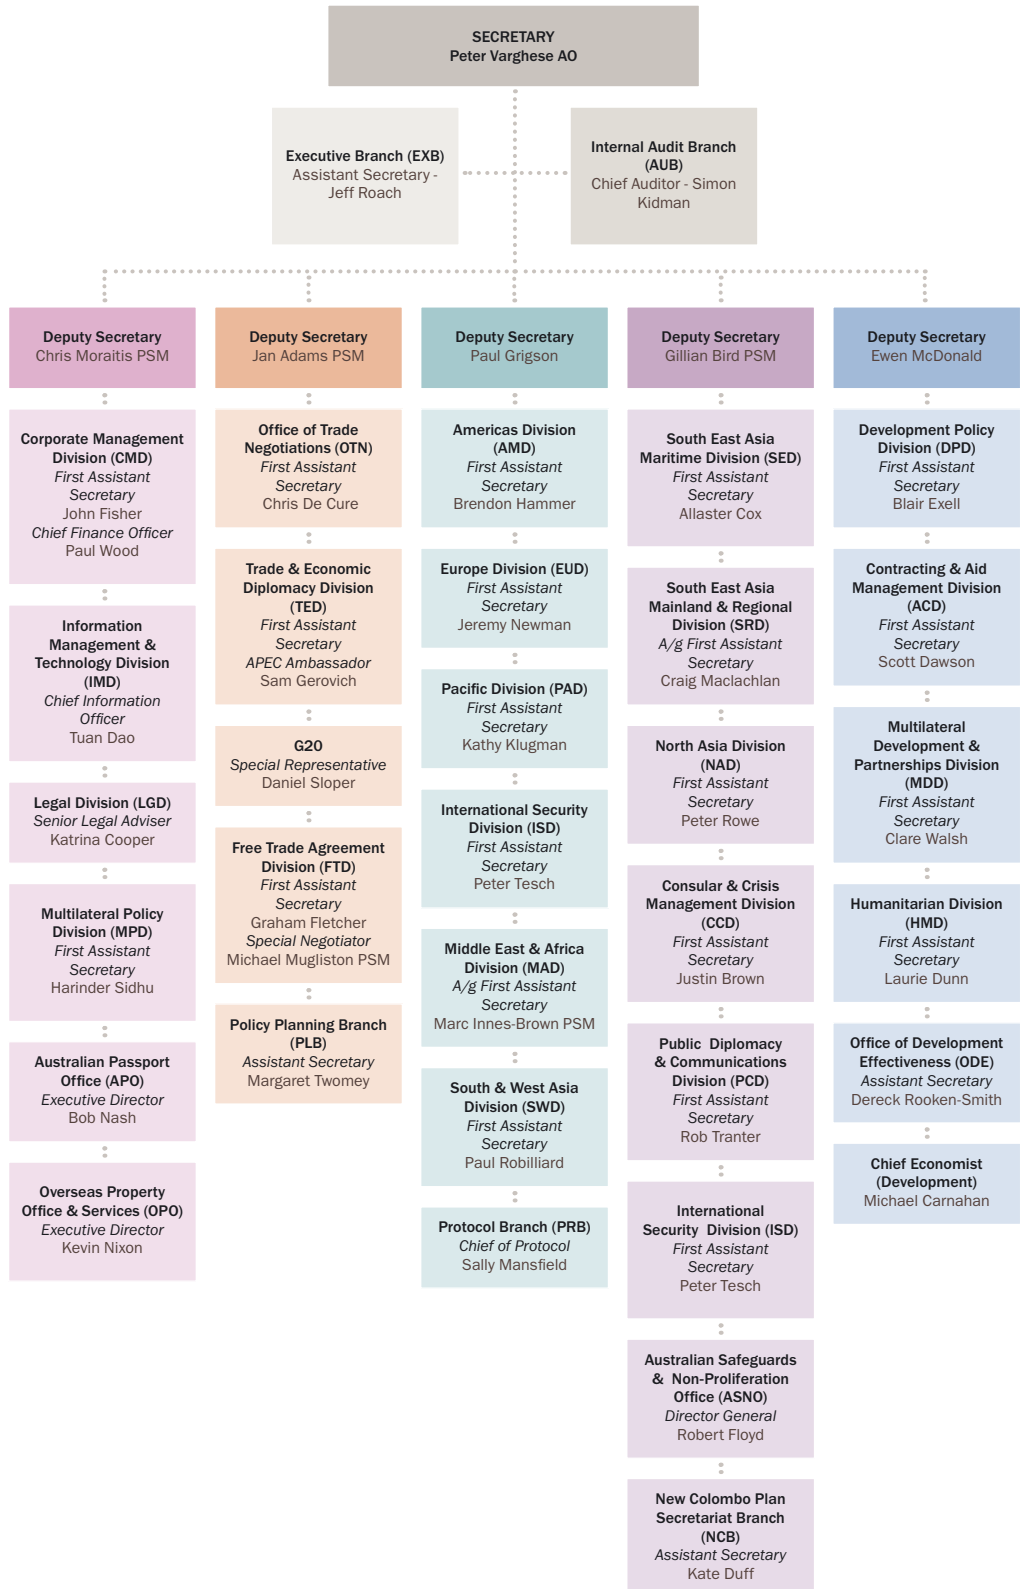 SECRETARY
Peter Varghese AO
Executive Branch (EXB)
Assistant Secretary -
Jeff Roach
Internal Audit Branch
(AUB)
Chief Auditor - Simon
Kidman
Deputy Secretary
Chris Moraitis PSM
Corporate Management
Division (CMD)
First Assistant
Secretary
John Fisher
Chief Finance Officer
Paul Wood
Information
Management &
Technology Division
(IMD)
Chief Information
Officer
Tuan Dao
Legal Division (LGD)
Senior Legal Adviser
Katrina Cooper
Multilateral Policy
Division (MPD)
First Assistant
Secretary
Harinder Sidhu
Australian Passport
Office (APO)
Executive Director
Bob Nash
Overseas Property
Office & Services (OPO)
Executive Director
Kevin Nixon
Deputy Secretary
Jan Adams PSM
Office of Trade
Negotiations (OTN)
First Assistant
Secretary
Chris De Cure
Trade & Economic
Diplomacy Division
(TED)
First Assistant
Secretary
APEC Ambassador
Sam Gerovich
G20
Special Representative
Daniel Sloper
Free Trade Agreement
Division (FTD)
First Assistant
Secretary
Graham Fletcher
Special Negotiator
Michael Mugliston PSM
Policy Planning Branch
(PLB)
Assistant Secretary
Margaret Twomey
Deputy Secretary
Paul Grigson
Americas Division
(AMD)
First Assistant
Secretary
Brendon Hammer
Europe Division (EUD)
First Assistant
Secretary
Jeremy Newman
Pacific Division (PAD)
First Assistant
Secretary
Kathy Klugman
International Security
Division (ISD)
First Assistant
Secretary
Peter Tesch
Middle East & Africa
Division (MAD)
A/g First Assistant
Secretary
Marc Innes-Brown PSM
South & West Asia
Division (SWD)
First Assistant
Secretary
Paul Robilliard
Protocol Branch (PRB)
Chief of Protocol
Sally Mansfield
Deputy Secretary
Gillian Bird PSM
South East Asia
Maritime Division (SED)
First Assistant
Secretary
Allaster Cox
South East Asia
Mainland & Regional
Division (SRD)
A/g First Assistant
Secretary
Craig Maclachlan
North Asia Division
(NAD)
First Assistant
Secretary
Peter Rowe
Consular & Crisis
Management Division
(CCD)
First Assistant
Secretary
Justin Brown
Public Diplomacy
& Communications
Division (PCD)
First Assistant
Secretary
Rob Tranter
International
Security Division (ISD)
First Assistant
Secretary
Peter Tesch
Australian Safeguards
& Non-Proliferation
Office (ASNO)
Director General
Robert Floyd
New Colombo Plan
Secretariat Branch
(NCB)
Assistant Secretary
Kate Duff
Deputy Secretary
Ewen McDonald
Development Policy
Division (DPD)
First Assistant
Secretary
Blair Exell
Contracting & Aid
Management Division
(ACD)
First Assistant
Secretary
Scott Dawson
Multilateral
Development &
Partnerships Division
(MDD)
First Assistant
Secretary
Clare Walsh
Humanitarian Division
(HMD)
First Assistant
Secretary
Laurie Dunn
Office of Development
Effectiveness (ODE)
Assistant Secretary
Dereck Rooken-Smith
Chief Economist
(Development)
Michael Carnahan